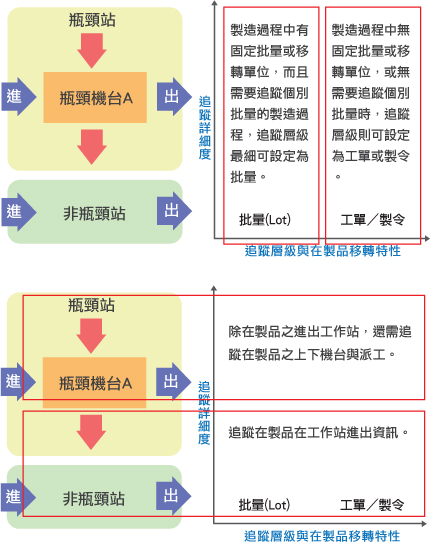 瓶頸站
進
瓶頸機台A
出
進
非瓶頸站
出
追蹤詳細度
製造過程中有
固定批量或移
轉單位，而且
需要追蹤個別
批量的製造過
程，追蹤層級
最細可設定為
批量。
批量(Lot)
製造過程中無
固定批量或移
轉單位，或無
需要追蹤個別
批量時，追蹤
層級則可設定
為工單或製令
。
工單／製令
追蹤層級與在製品移轉特性
瓶頸站
進
瓶頸機台A
出
進
非瓶頸站
出
追蹤詳細度
除在製品之進出工作站，還需追
蹤在製品之上下機台與派工。
追蹤在製品在工作站進出資訊。
批量(Lot)
工單／製令
追蹤層級與在製品移轉特性